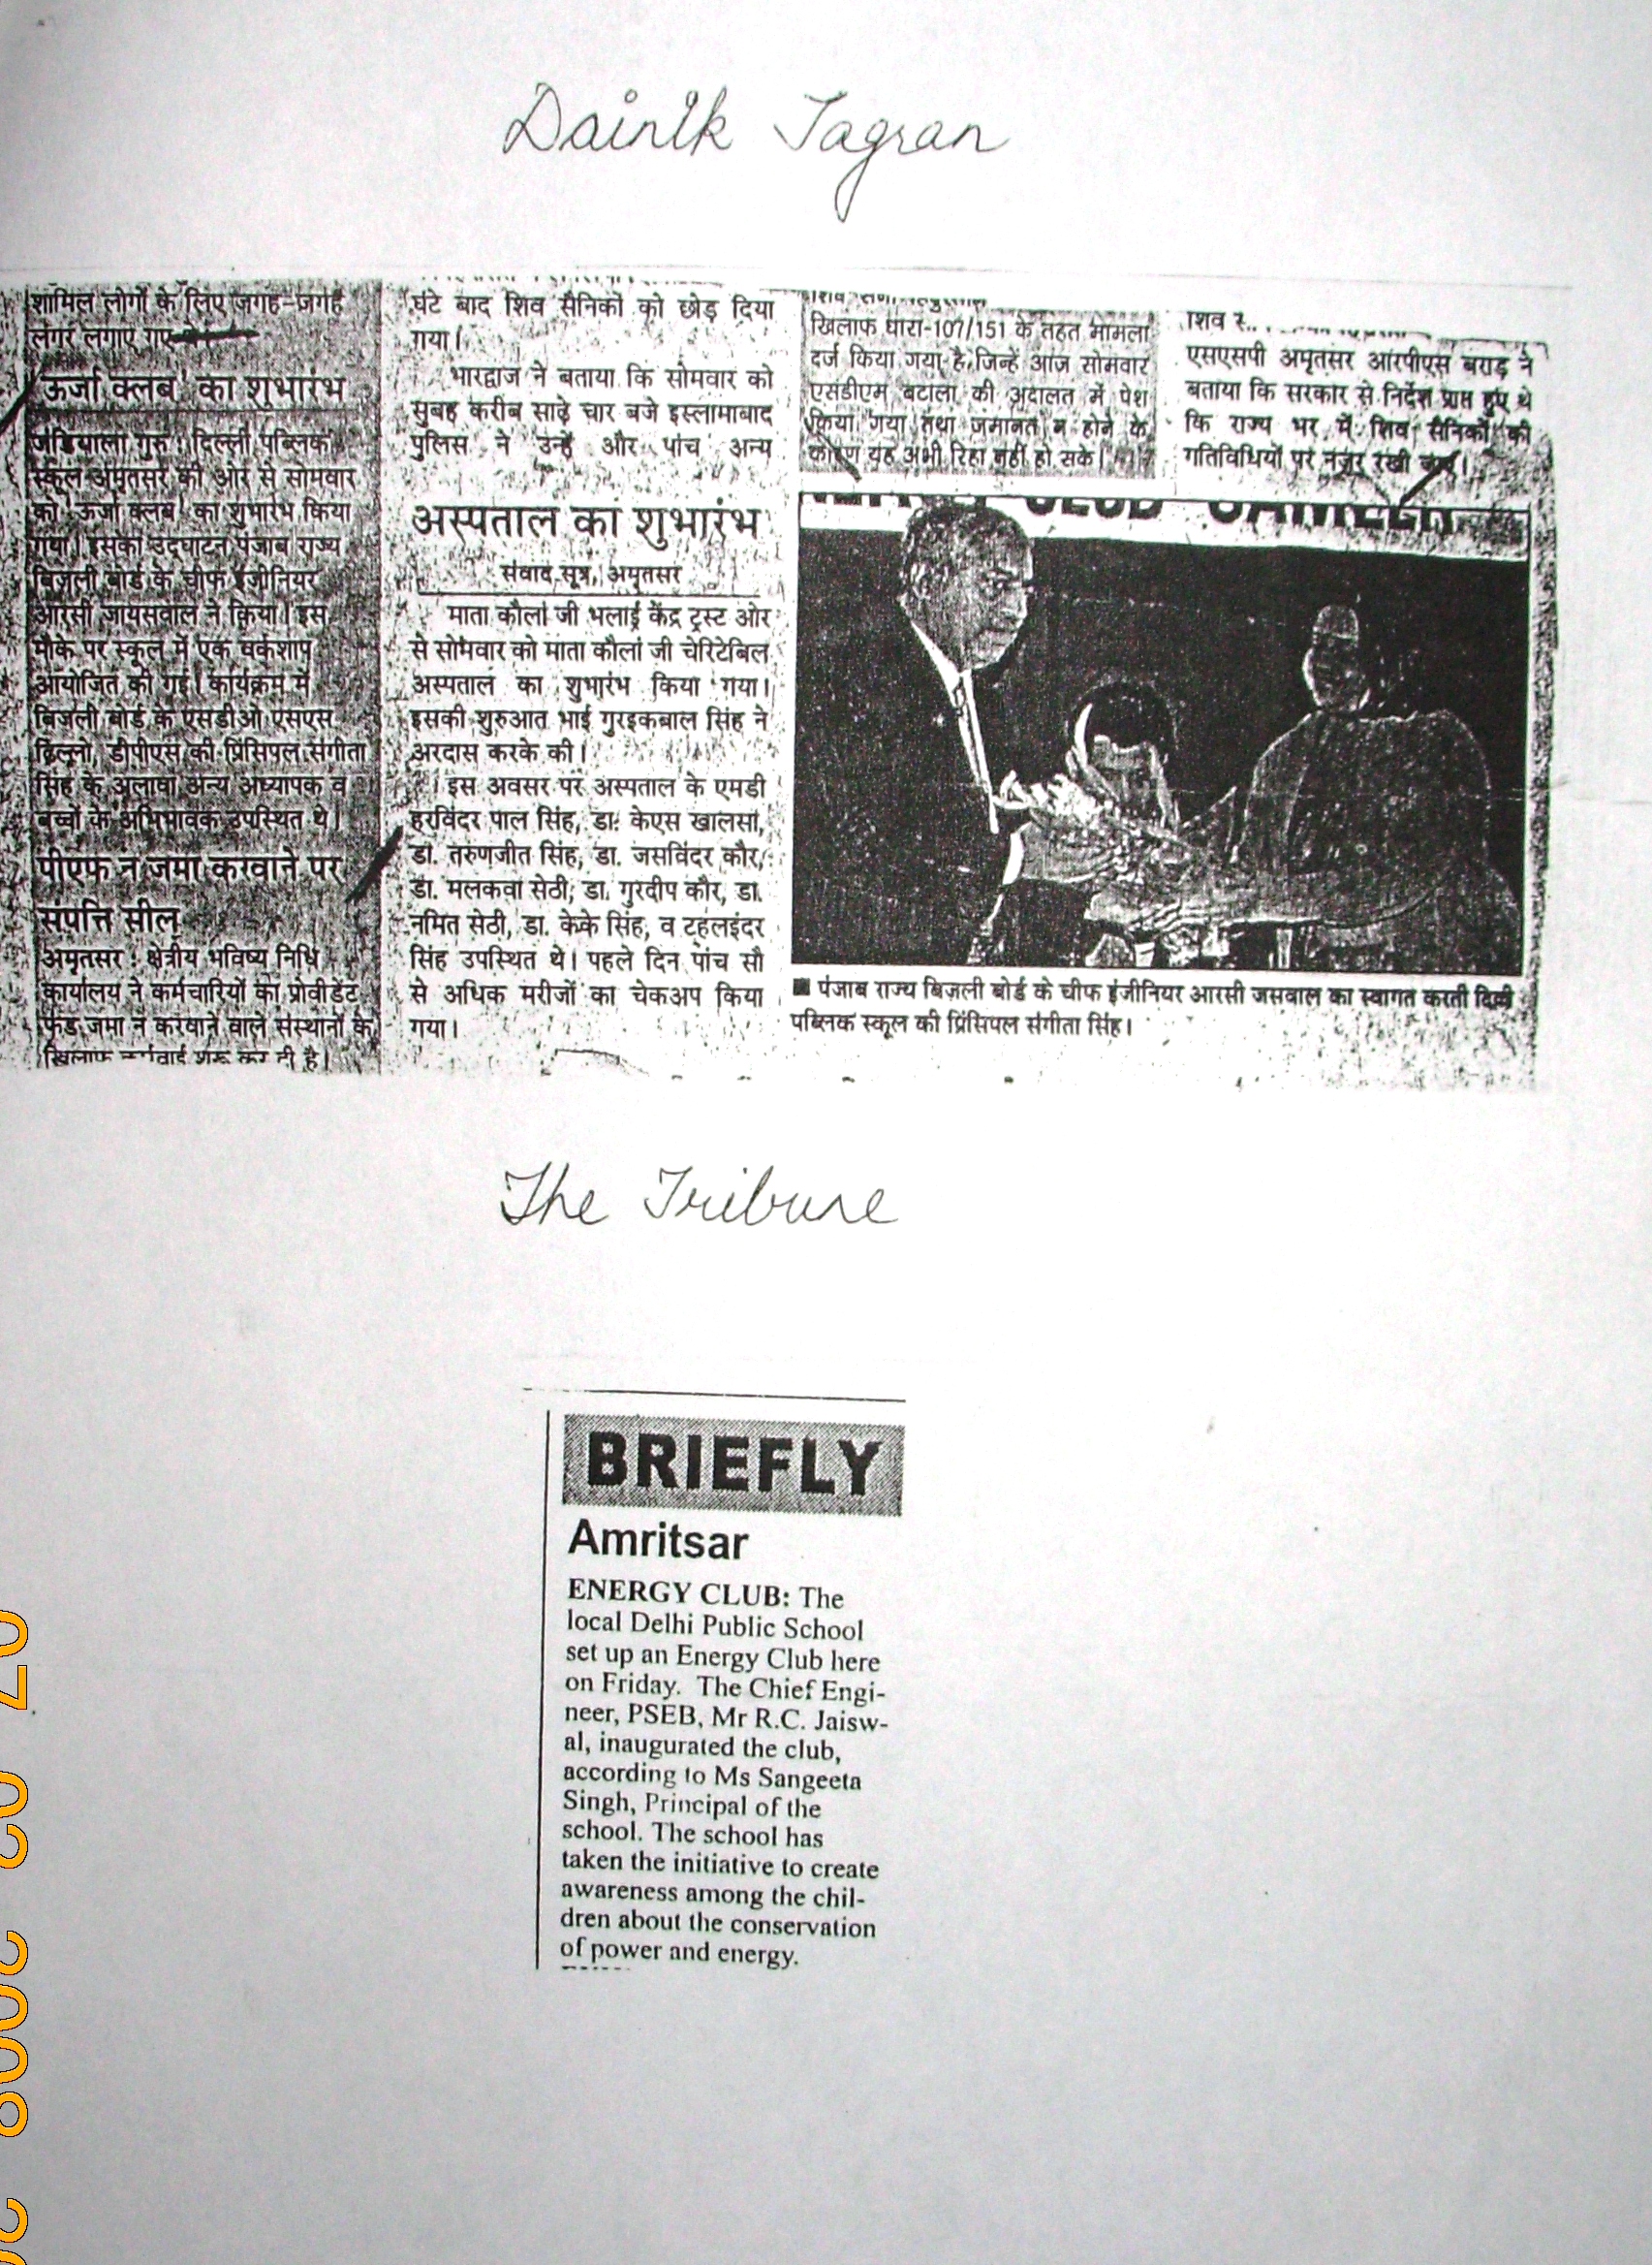 Dainik Jagran
शामिल लोगों के लिए जगह-जगह
लंगर लगाए गए
'ऊर्जा क्लब' का शुभारंभ
जंडियाला गुरु : दिल्ली पब्लिक
स्कूल अमृतसर की ओर से सोमवार
को 'ऊर्जा क्लब' का शुभारंभ किया
गया। इसका उद्घाटन पंजाब राज्य
बिजली बोर्ड के चीफ इंजीनियर
आरसी जायसवाल ने किया। इस
मौके पर स्कूल में एक वर्कशाप
आयोजित की गई। कार्यक्रम में
बिजली बोर्ड के एसडीओ एसएस
ढिल्लो, डीपीएस की प्रिंसिपल संगीता
सिंह के अलावा अन्य अध्यापक व
बच्चों के अभिभावक उपस्थित थे।
पीएफ न जमा करवाने पर
संपत्ति सील
अमृतसर : क्षेत्रीय भविष्य निधि
कार्यालय ने कर्मचारियों का प्रोवीडेंट
फंड जमा न करवाने वाले संस्थानों के
खिलाफ कार्रवाई शुरू कर दी है।
घंटे बाद शिव सैनिकों को छोड़ दिया
गया।
भारद्वाज ने बताया कि सोमवार को
सुबह करीब साढ़े चार बजे इस्लामाबाद
पुलिस ने उन्हें और पांच अन्य
अस्पताल का शुभारंभ
संवाद सूत्र, अमृतसर
माता कौलां जी भलाई केंद्र ट्रस्ट ओर
से सोमवार को माता कौलां जी चेरिटेबिल
अस्पताल का शुभारंभ किया गया।
इसकी शुरुआत भाई गुरइकबाल सिंह ने
अरदास करके की।
इस अवसर पर अस्पताल के एमडी
हरविंदर पाल सिंह, डा. केएस खालसा,
डा. तरुणजीत सिंह, डा. जसविंदर कौर,
डा. मलकवा सेठी, डा. गुरदीप कौर, डा.
नमित सेठी, डा. केके सिंह, व टहलइंदर
सिंह उपस्थित थे। पहले दिन पांच सौ
से अधिक मरीजों का चेकअप किया
गया।
खिलाफ धारा-107/151 के तहत मामला
दर्ज किया गया है, जिन्हें आज सोमवार
एसडीएम बटाला की अदालत में पेश
किया गया तथा जमानत न होने के
कारण यह अभी रिहा नहीं हो सके।
शिव
एसएसपी अमृतसर आरपीएस बराड़ ने
बताया कि सरकार से निर्देश प्राप्त हुए थे
कि राज्य भर में शिव सैनिकों की
गतिविधियों पर नजर रखी जाए।
CLUB
■ पंजाब राज्य बिजली बोर्ड के चीफ इंजीनियर आरसी जसवाल का स्वागत करती दिल्ली
पब्लिक स्कूल की प्रिंसिपल संगीता सिंह।
The Tribune
BRIEFLY
Amritsar
ENERGY CLUB: The
local Delhi Public School
set up an Energy Club here
on Friday. The Chief Engi-
neer, PSEB, Mr R.C. Jaisw-
al, inaugurated the club,
according to Ms Sangeeta
Singh, Principal of the
school. The school has
taken the initiative to create
awareness among the chil-
dren about the conservation
of power and energy.